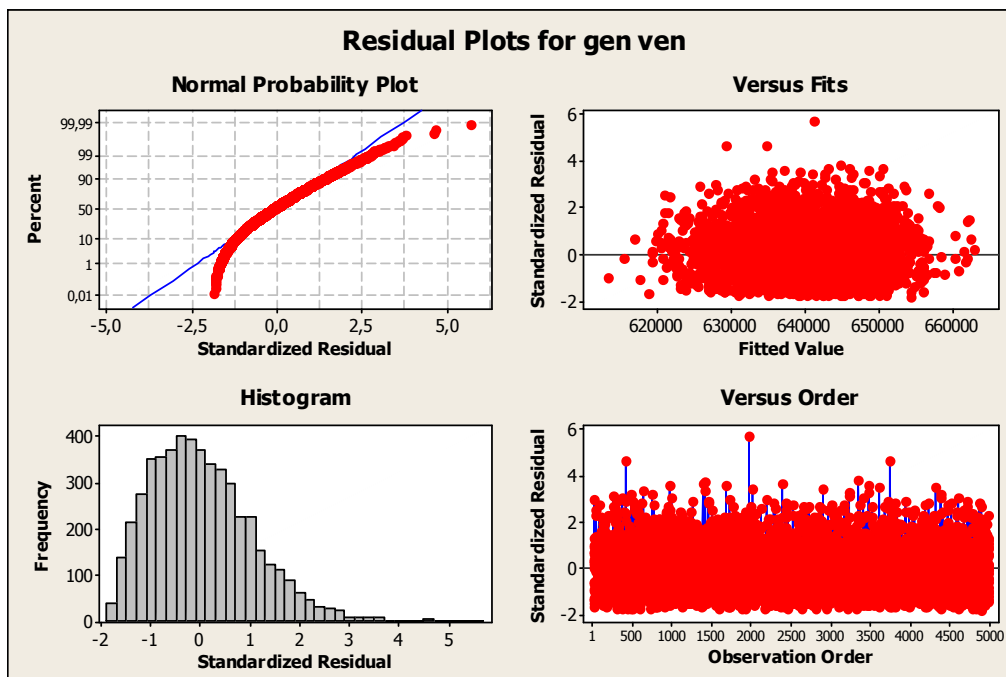 Residual Plots for gen ven
Normal Probability Plot
Percent
99,99
99
90
50
10
1
0,01
-5,0 -2,5 0,0 2,5 5,0
Standardized Residual
Versus Fits
Standardized Residual
6
4
2
0
-2
620000 630000 640000 650000 660000
Fitted Value
Histogram
Frequency
400
300
200
100
0
-2 -1 0 1 2 3 4 5
Standardized Residual
Versus Order
Standardized Residual
6
4
2
0
-2
1 500 1000 1500 2000 2500 3000 3500 4000 4500 5000
Observation Order